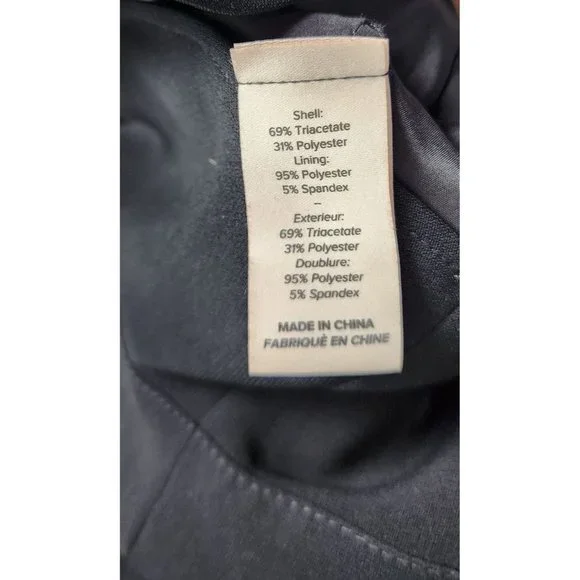 Shell:
69% Triacetate
31% Polyester
Lining:
95% Polyester
5% Spandex
–
Exterieur:
69% Triacetate
31% Polyester
Doublure:
95% Polyester
5% Spandex
MADE IN CHINA
FABRIQUÈ EN CHINE